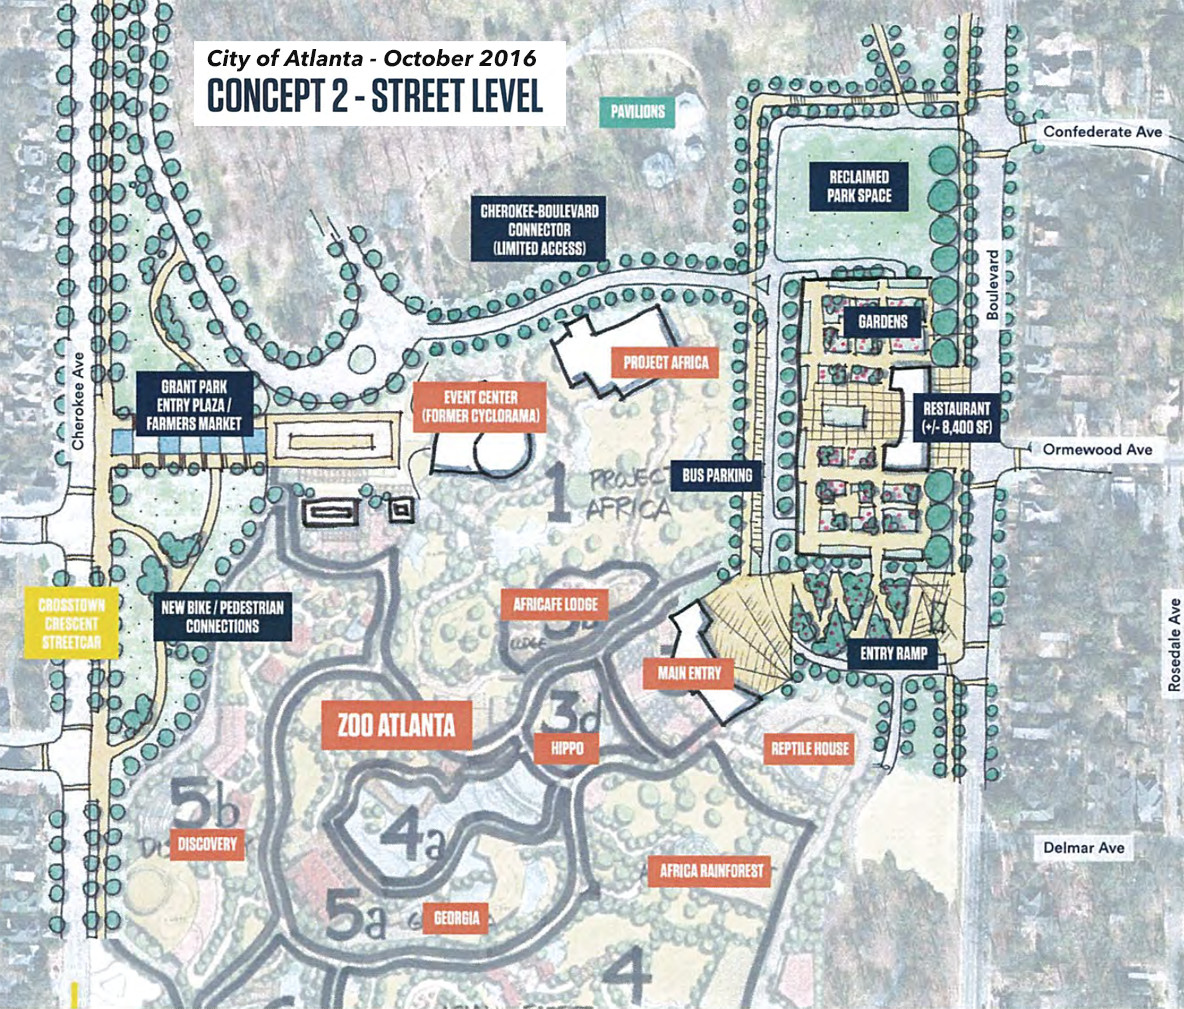 City of Atlanta - October 2016
CONCEPT 2 - STREET LEVEL
PAVILIONS
Confederate Ave
RECLAIMED
PARK SPACE
CHEROKEE-BOULEVARD
CONNECTOR
(LIMITED ACCESS)
Boulevard
GARDENS
PROJECT AFRICA
Cherokee Ave
GRANT PARK
ENTRY PLAZA /
FARMERS MARKET
EVENT CENTER
(FORMER CYCLORAMA)
RESTAURANT
(+/- 8,400 SF)
Ormewood Ave
BUS PARKING
1 PROJECT
AFRICA
CROSSTOWN
CRESCENT
STREETCAR
NEW BIKE / PEDESTRIAN
CONNECTIONS
AFRICAFE LODGE
LODGE
ENTRY RAMP
Rosedale Ave
MAIN ENTRY
ZOO ATLANTA
3d
HIPPO
REPTILE HOUSE
5b
DISCOVERY
4a
Delmar Ave
AFRICA RAINFOREST
5a
GEORGIA
4